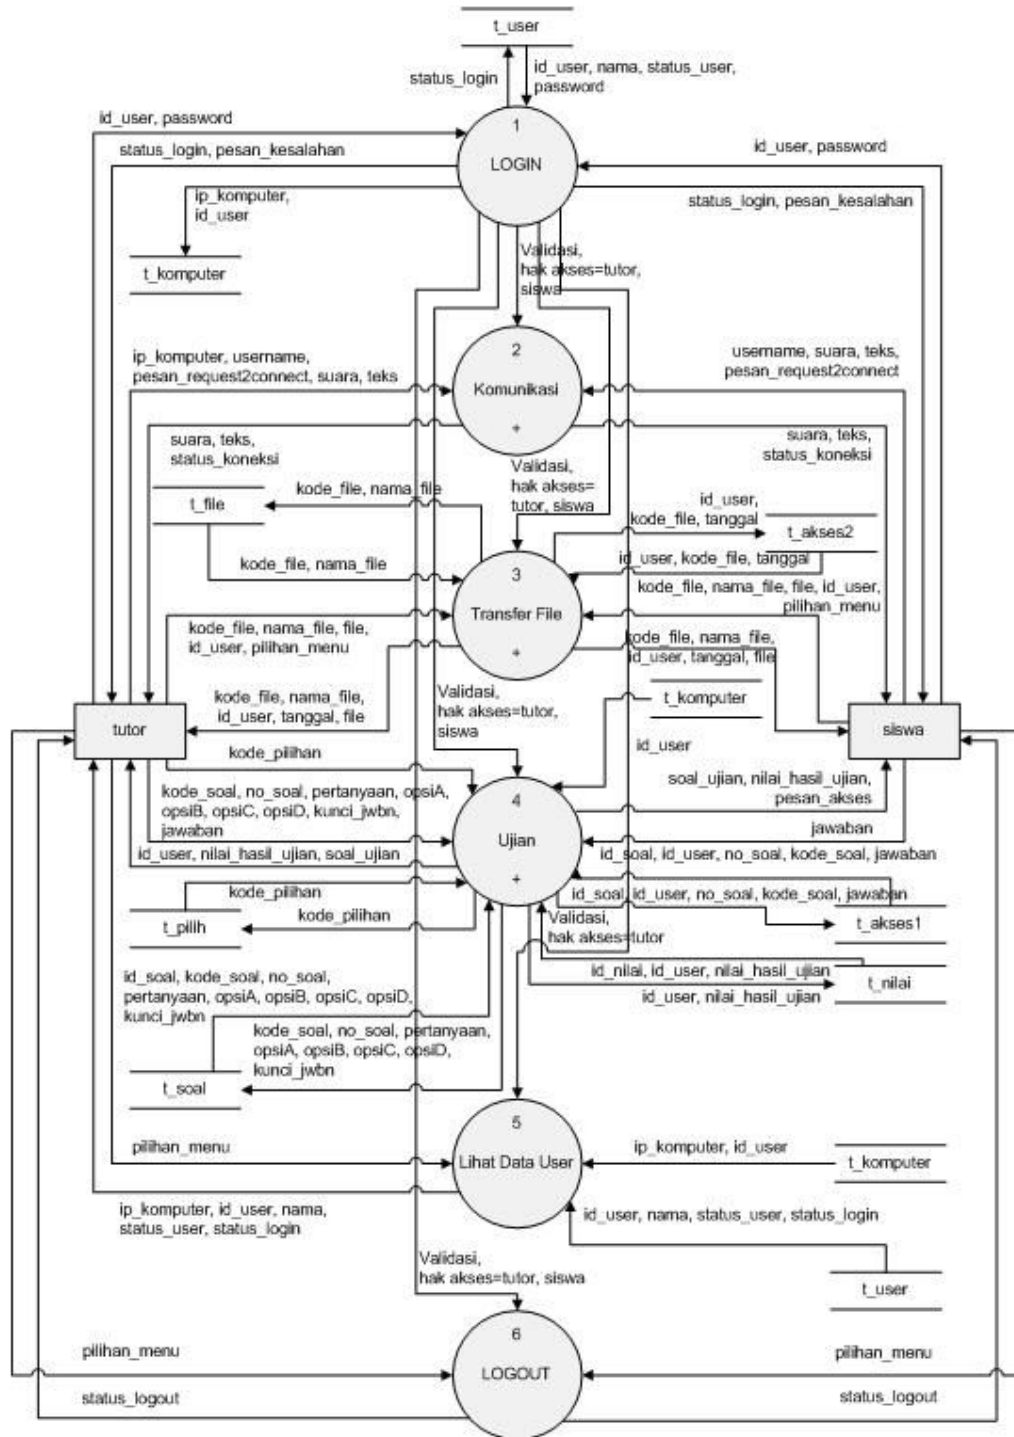 t_user
status_login
id_user, nama, status_user,
password
1
LOGIN
id_user, password
status_login, pesan_kesalahan
id_user, password
status_login, pesan_kesalahan
ip_komputer,
id_user
t_komputer
Validasi,
hak akses=tutor,
siswa
2
Komunikasi
+
ip_komputer, username,
pesan_request2connect, suara, teks
username, suara, teks,
pesan_request2connect
suara, teks,
status_koneksi
suara, teks,
status_koneksi
Validasi,
hak akses=
tutor, siswa
t_file
kode_file, nama_file
kode_file, nama_file
id_user,
kode_file, tanggal
t_akses2
id_user, kode_file, tanggal
3
Transfer File
+
kode_file, nama_file, file, id_user,
pilihan_menu
kode_file, nama_file, file,
id_user, pilihan_menu
kode_file, nama_file,
id_user, tanggal, file
kode_file, nama_file,
id_user, tanggal, file
Validasi,
hak akses=tutor,
siswa
t_komputer
id_user
tutor
siswa
kode_pilihan
soal_ujian, nilai_hasil_ujian,
pesan_akses
4
Ujian
+
kode_soal, no_soal, pertanyaan, opsiA,
opsiB, opsiC, opsiD, kunci_jwbn,
jawaban
jawaban
id_user, nilai_hasil_ujian, soal_ujian
id_soal, id_user, no_soal, kode_soal, jawaban
kode_pilihan
kode_pilihan
t_pilih
id_soal, id_user, no_soal, kode_soal, jawaban
t_akses1
Validasi,
hak akses=tutor
id_nilai, id_user, nilai_hasil_ujian
t_nilai
id_user, nilai_hasil_ujian
id_soal, kode_soal, no_soal,
pertanyaan, opsiA, opsiB, opsiC, opsiD,
kunci_jwbn
kode_soal, no_soal, pertanyaan,
opsiA, opsiB, opsiC, opsiD,
kunci_jwbn
t_soal
5
Lihat Data User
pilihan_menu
ip_komputer, id_user
t_komputer
ip_komputer, id_user, nama,
status_user, status_login
id_user, nama, status_user, status_login
t_user
Validasi,
hak akses=tutor, siswa
6
LOGOUT
pilihan_menu
pilihan_menu
status_logout
status_logout